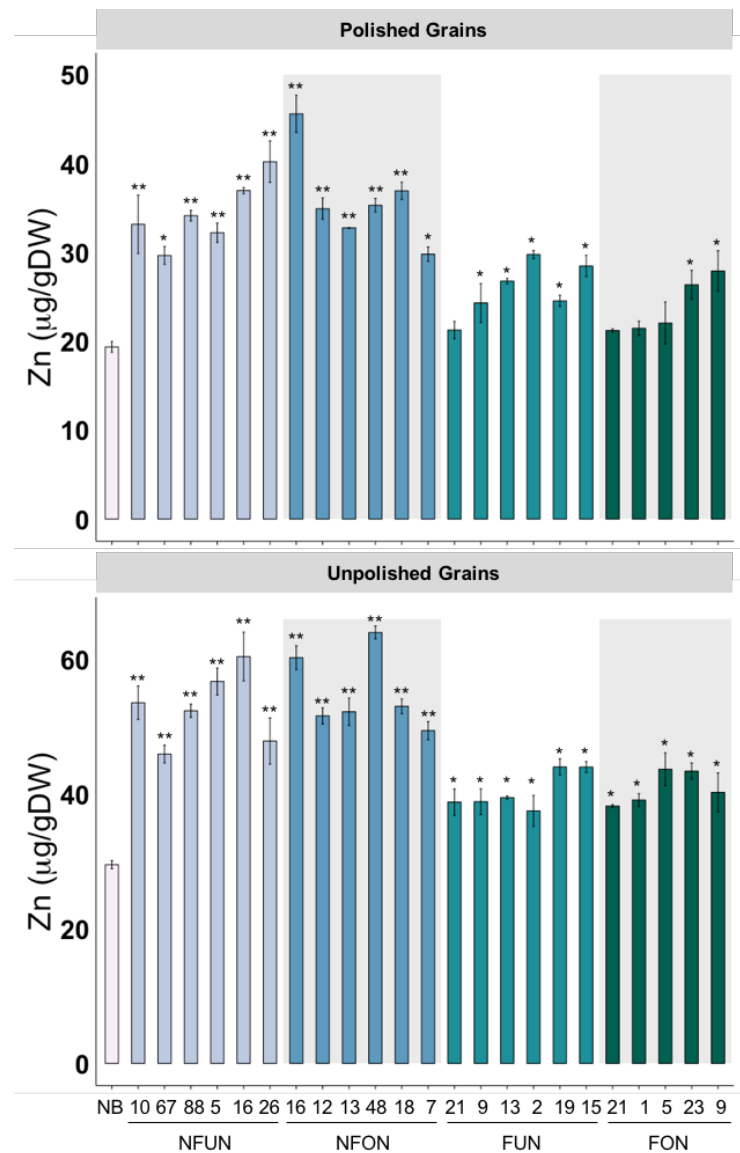 Polished Grains
50
40
30
20
10
0
Zn (μg/gDW)
** * ** ** ** **
** ** ** ** ** *
* * * * *
* *
Unpolished Grains
60
40
20
0
Zn (μg/gDW)
** ** ** ** ** **
** ** ** ** ** **
* * * * * *
* * * * *
NB 10 67 88 5 16 26 16 12 13 48 18 7 21 9 13 2 19 15 21 1 5 23 9
NFUN NFON FUN FON